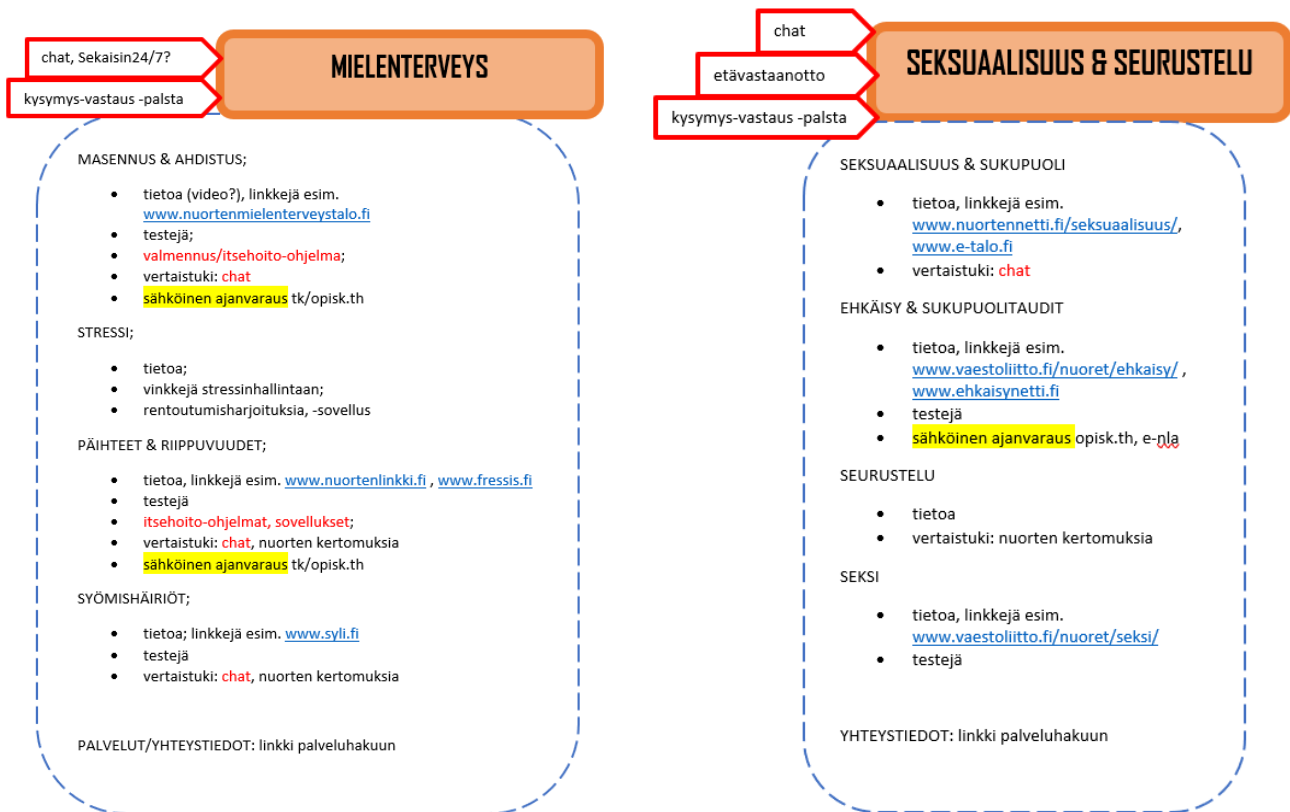 chat, Sekaisin24/7?
kysymys-vastaus -palsta
MIELENTERVEYS
MASENNUS & AHDISTUS;
• tietoa (video?), linkkejä esim.
www.nuortenmielenterveystalo.fi
• testejä;
• valmennus/itsehoito-ohjelma;
• vertaistuki: chat
• sähköinen ajanvaraus tk/opisk.th
STRESSI;
• tietoa;
• vinkkejä stressinhallintaan;
• rentoutumisharjoituksia, -sovellus
PÄIHTEET & RIIPPUVUUDET;
• tietoa, linkkejä esim. www.nuortenlinkki.fi , www.fressis.fi
• testejä
• itsehoito-ohjelmat, sovellukset;
• vertaistuki: chat, nuorten kertomuksia
• sähköinen ajanvaraus tk/opisk.th
SYÖMISHÄIRIÖT;
• tietoa; linkkejä esim. www.syli.fi
• testejä
• vertaistuki: chat, nuorten kertomuksia
PALVELUT/YHTEYSTIEDOT: linkki palveluhakuun
chat
etävastaanotto
kysymys-vastaus -palsta
SEKSUAALISUUS & SEURUSTELU
SEKSUAALISUUS & SUKUPUOLI
• tietoa, linkkejä esim.
www.nuortennetti.fi/seksuaalisuus/,
www.e-talo.fi
• vertaistuki: chat
EHKÄISY & SUKUPUOLITAUDIT
• tietoa, linkkejä esim.
www.vaestoliitto.fi/nuoret/ehkaisy/ ,
www.ehkaisynetti.fi
• testejä
• sähköinen ajanvaraus opisk.th, e-nla
SEURUSTELU
• tietoa
• vertaistuki: nuorten kertomuksia
SEKSI
• tietoa, linkkejä esim.
www.vaestoliitto.fi/nuoret/seksi/
• testejä
YHTEYSTIEDOT: linkki palveluhakuun